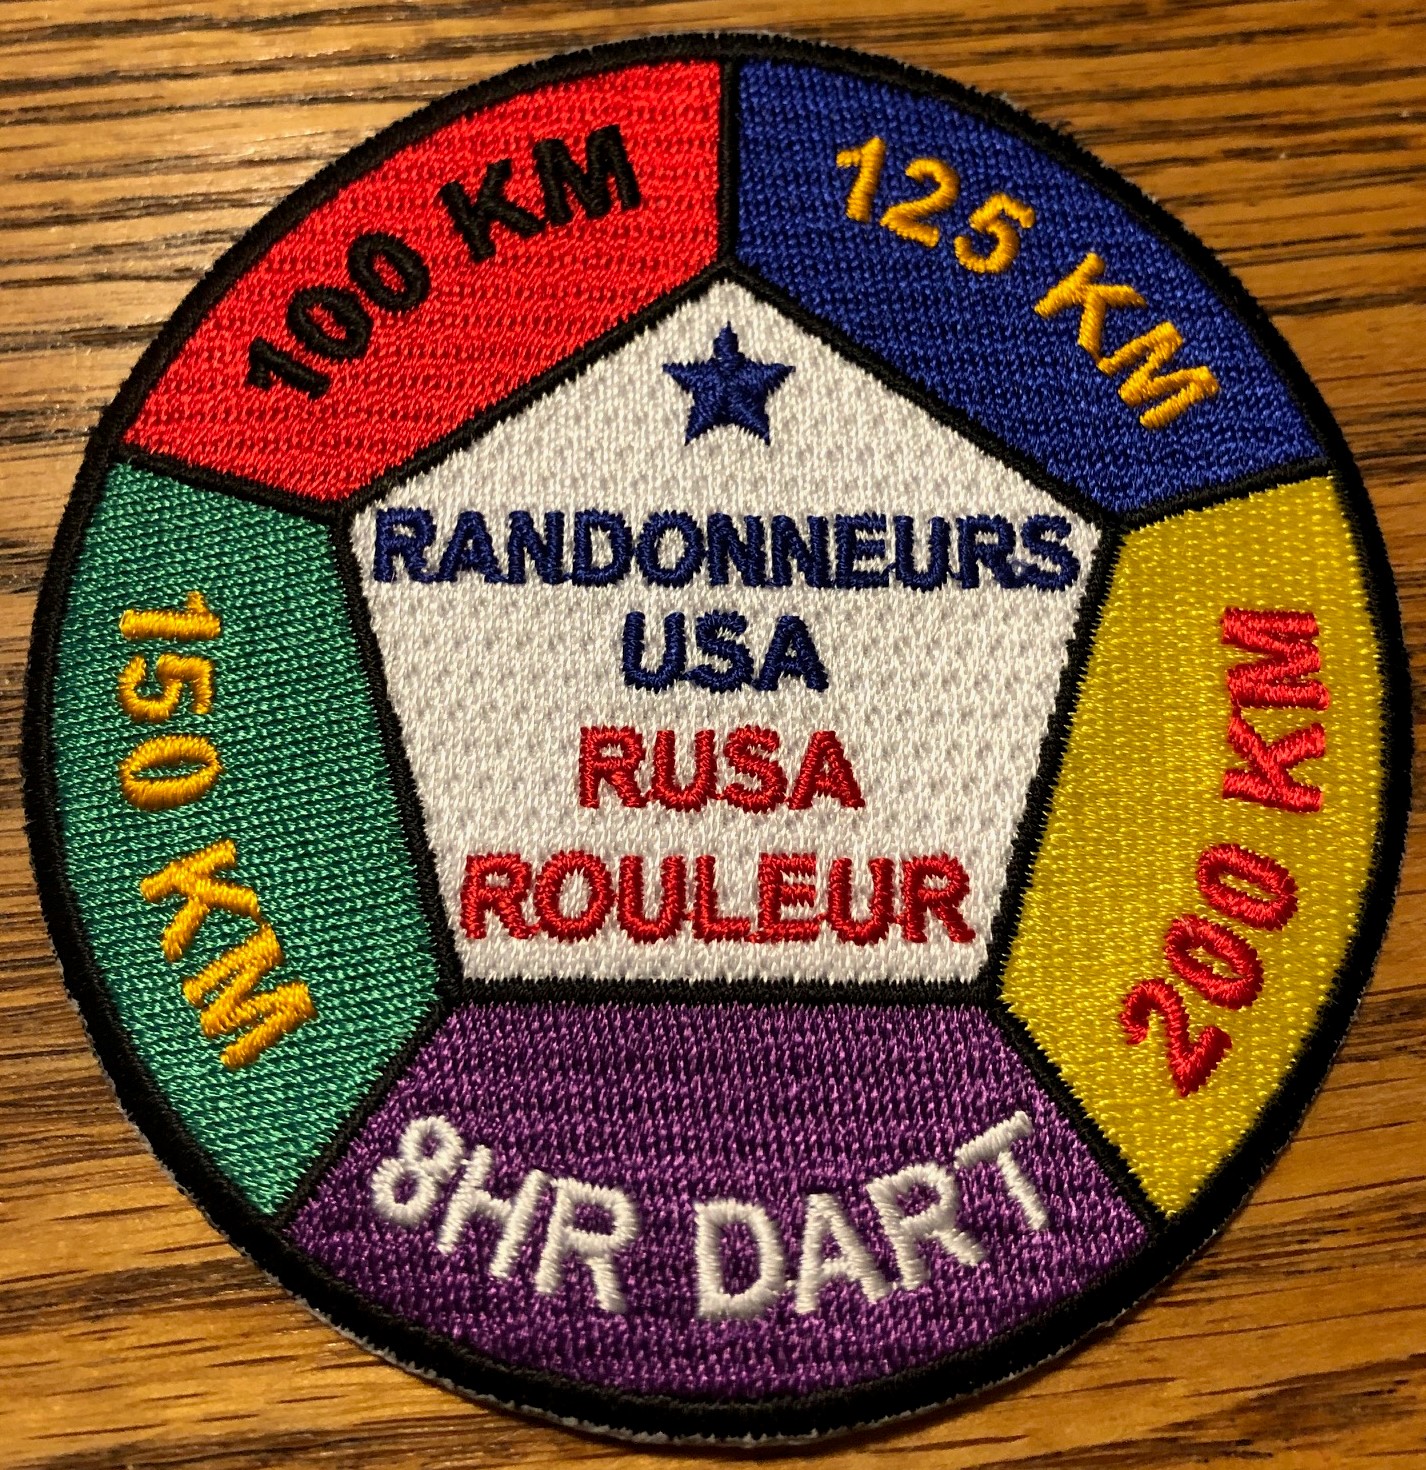 100 KM
125 KM
RANDONNEURS
USA
RUSA
ROULEUR
150 KM
200 KM
8HR DART